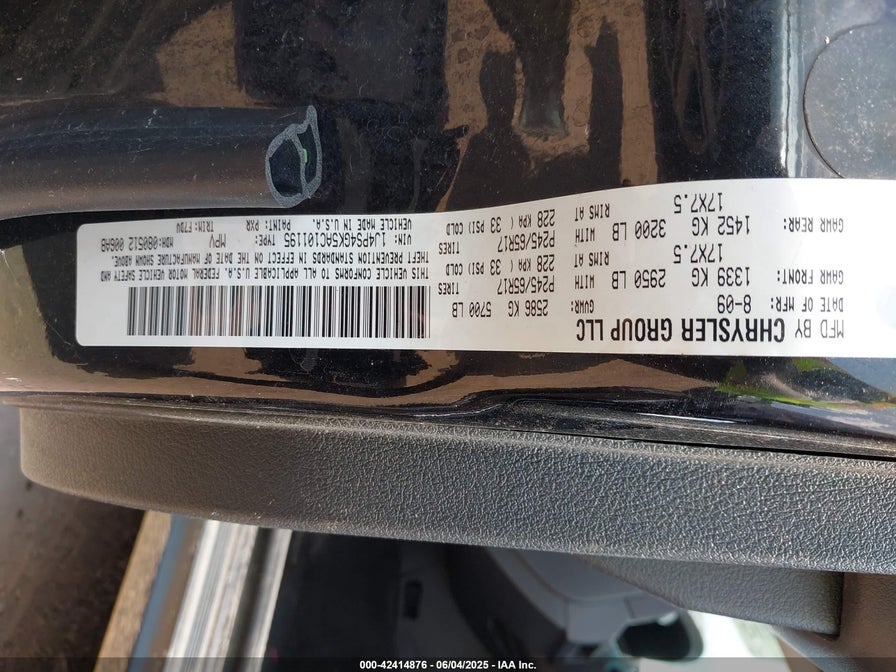 MFD BY CHRYSLER GROUP LLC
DATE OF MFR: 8-09
GVWR: 2586 KG 5700 LB
GAWR FRONT: 1339 KG 2950 LB
WITH TIRES P245/65R17
RIMS AT 17X7.5
228 KPA ( 33 PSI) COLD
GAWR REAR: 1452 KG 3200 LB
WITH TIRES P245/65R17
RIMS AT 17X7.5
228 KPA ( 33 PSI) COLD
THIS VEHICLE CONFORMS TO ALL APPLICABLE U.S.A. FEDERAL MOTOR VEHICLE SAFETY AND
THEFT PREVENTION STANDARDS IN EFFECT ON THE DATE OF MANUFACTURE SHOWN ABOVE.
VIN: 1J4PS4GK5AC101195 TYPE: MPV MDH:080512 006AB
VEHICLE MADE IN U.S.A. PAINT: PXR TRIM: F7DV
000-42414876 - 06/04/2025 - IAA Inc.